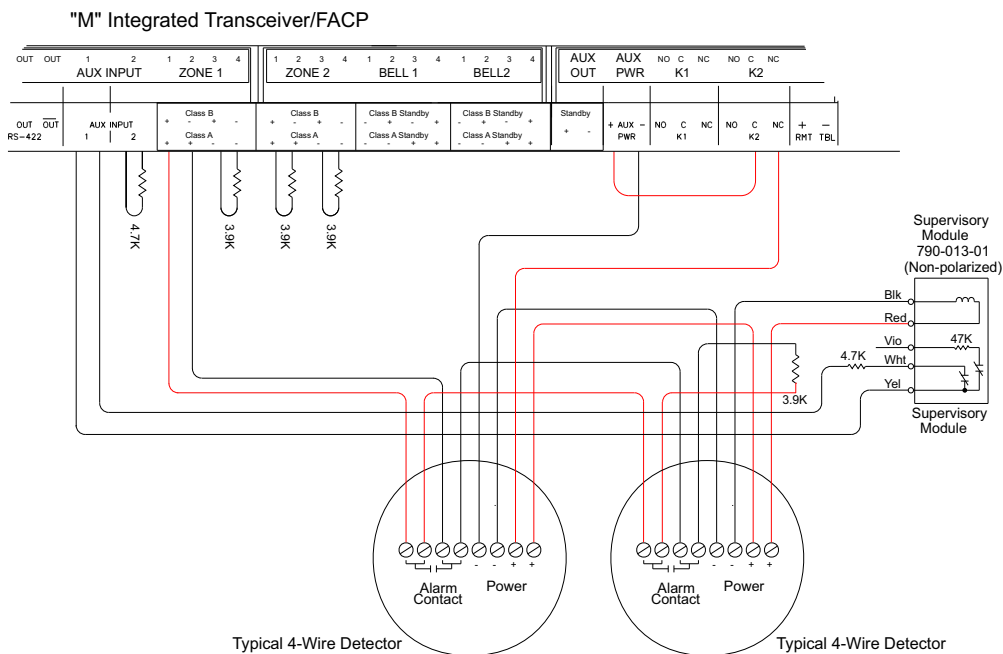 "M" Integrated Transceiver/FACP
OUT OUT 1 2 1 2 3 4 1 2 3 4 1 2 3 4 1 2 3 4 AUX AUX NO C NC NO C NC
AUX INPUT ZONE 1 ZONE 2 BELL 1 BELL2 OUT PWR K1 K2
Class B Class B Class B Standby Class B Standby Standby
+ - + - + - + - - - + + - - + + + -
OUT OUT AUX INPUT + AUX - NO C NC NO C NC + -
RS-422 1 2 Class A Class A Class A Standby Class A Standby PWR K1 K2 RMT TBL
+ + - - + + - - - - + + - - + +
4.7K
3.9K
3.9K
3.9K
Supervisory
Module
790-013-01
(Non-polarized)
Blk
Red
Vio 47K
4.7K Wht
Yel
3.9K
Supervisory
Module
- - + + - - + +
Alarm Power Alarm Power
Contact Contact
Typical 4-Wire Detector Typical 4-Wire Detector